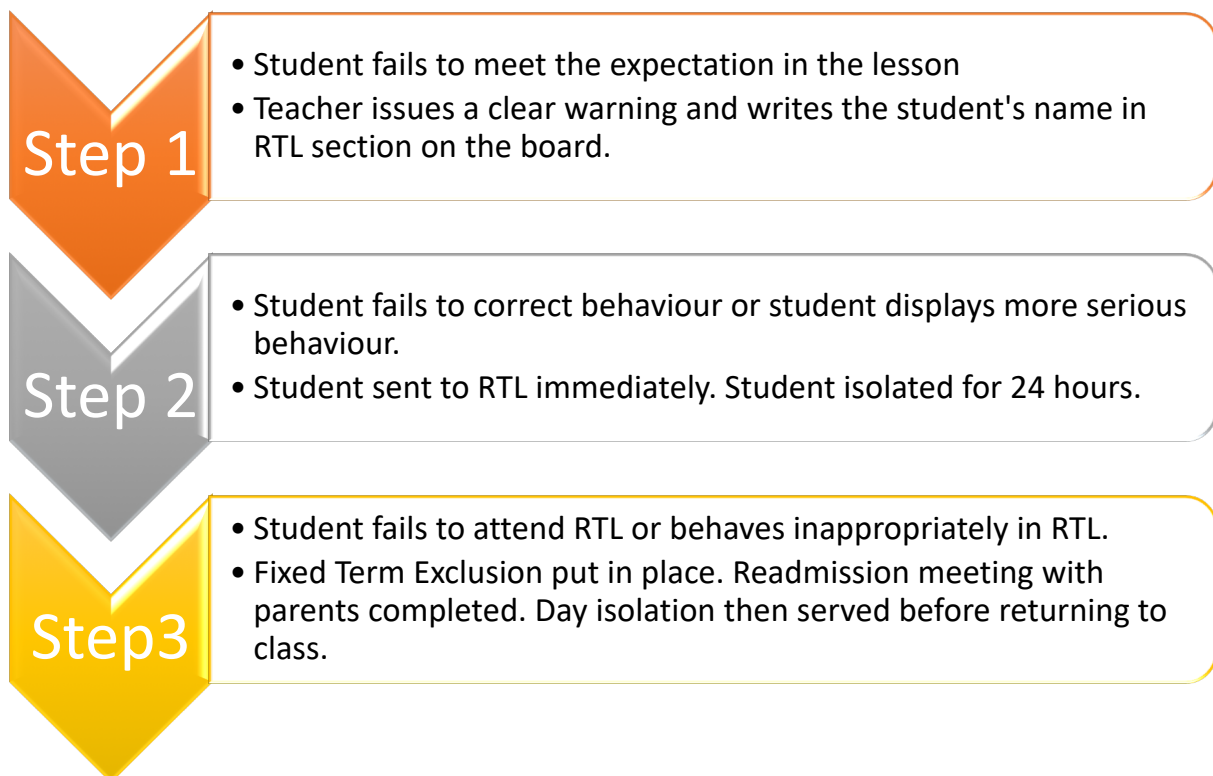 Step 1
• Student fails to meet the expectation in the lesson
• Teacher issues a clear warning and writes the student's name in
RTL section on the board.
Step 2
• Student fails to correct behaviour or student displays more serious
behaviour.
• Student sent to RTL immediately. Student isolated for 24 hours.
Step3
• Student fails to attend RTL or behaves inappropriately in RTL.
• Fixed Term Exclusion put in place. Readmission meeting with
parents completed. Day isolation then served before returning to
class.